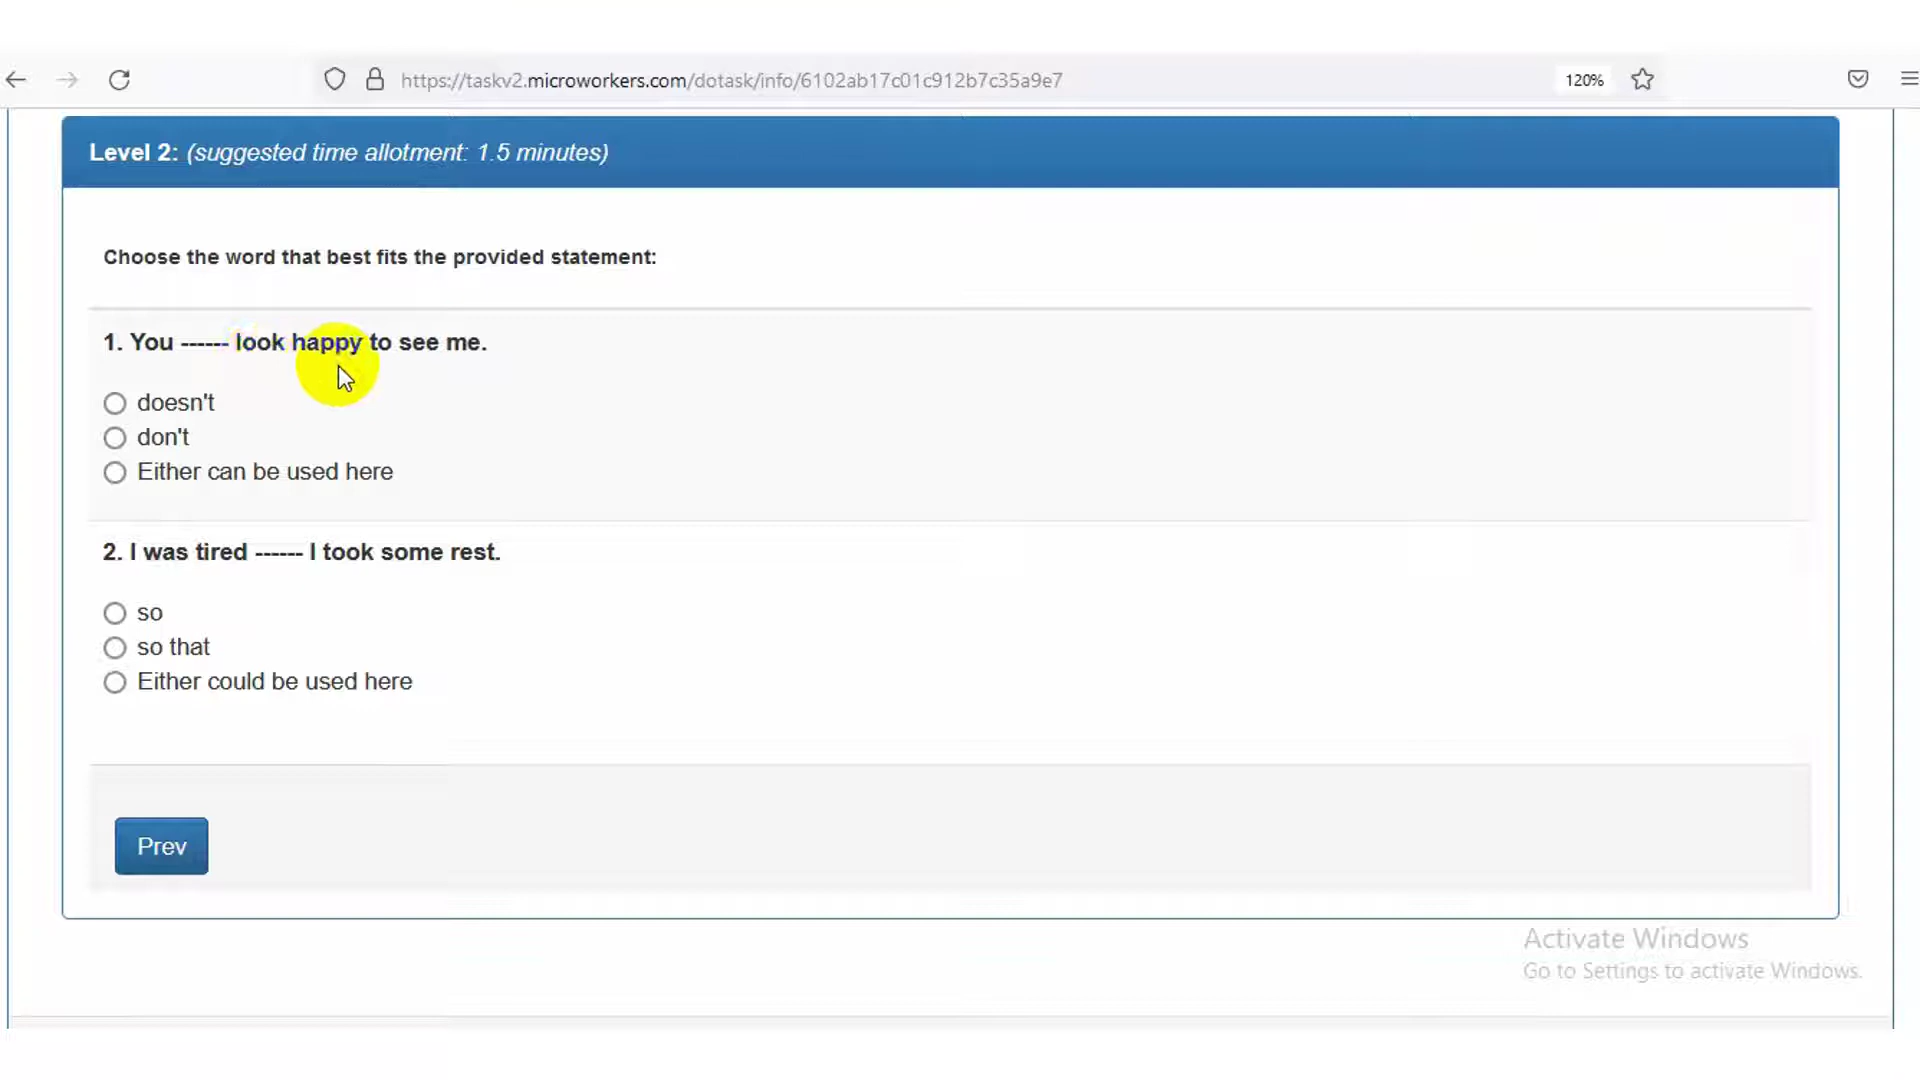 https://taskv2.microworkers.com/dotask/info/6102ab17c01c912b7c35a9e7
120%
Level 2: (suggested time allotment: 1.5 minutes)
Choose the word that best fits the provided statement:
1. You ------ look happy to see me.
doesn't
don't
Either can be used here
2. I was tired ------ I took some rest.
so
so that
Either could be used here
Prev
Activate Windows
Go to Settings to activate Windows.